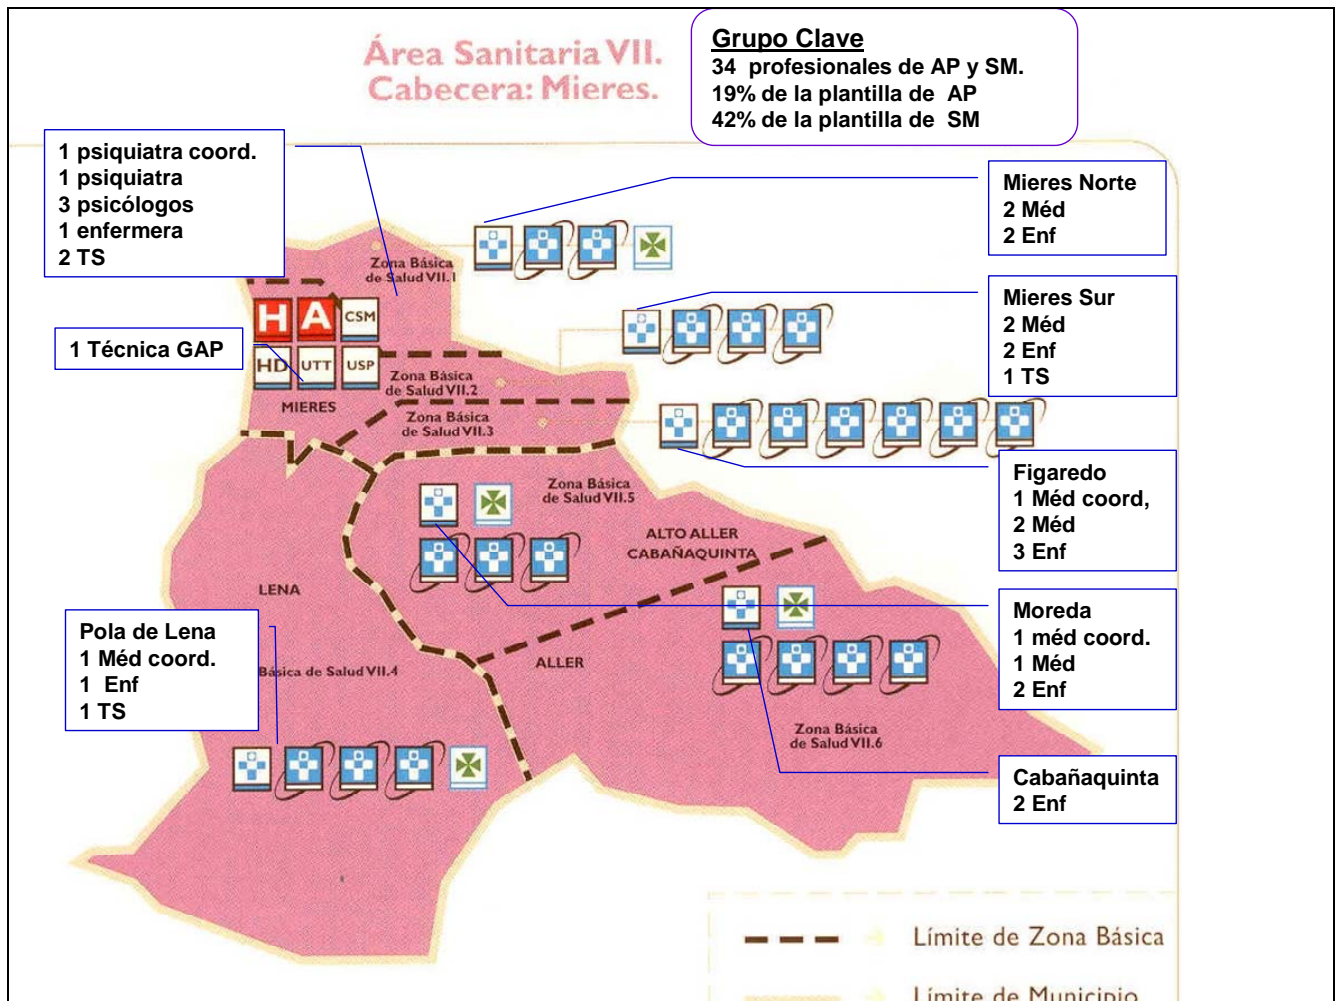 Área Sanitaria VII.
Cabecera: Mieres.
Grupo Clave
34 profesionales de AP y SM.
19% de la plantilla de AP
42% de la plantilla de SM
1 psiquiatra coord.
1 psiquiatra
3 psicólogos
1 enfermera
2 TS
Mieres Norte
2 Méd
2 Enf
Zona Básica
de Salud VII.1
H
A
CSM
HD
UTT
USP
MIERES
1 Técnica GAP
Mieres Sur
2 Méd
2 Enf
1 TS
Zona Básica
de Salud VII.2
Zona Básica
de Salud VII.3
Figaredo
1 Méd coord,
2 Méd
3 Enf
Zona Básica
de Salud VII.5
ALTO ALLER
CABAÑAQUINTA
LENA
Pola de Lena
1 Méd coord.
1 Enf
1 TS
Básica de Salud VII.4
ALLER
Moreda
1 méd coord.
1 Méd
2 Enf
Zona Básica
de Salud VII.6
Cabañaquinta
2 Enf
Límite de Zona Básica
Límite de Municipio